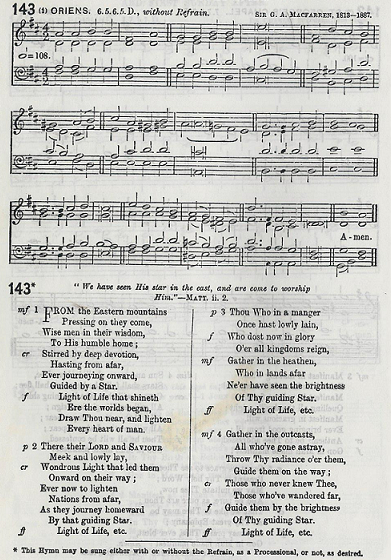 143 (1) ORIENS. 6.5.6.5. D., without Refrain. SIR G. A. MACFARREN, 1813–1887.
=108.
A - men.
143*
" We have seen His star in the east, and are come to worship
Him."—MATT. ii. 2.
mf 1 FROM the Eastern mountains
Pressing on they come,
Wise men in their wisdom,
To His humble home ;
cr Stirred by deep devotion,
Hasting from afar,
Ever journeying onward,
Guided by a Star.
f Light of Life that shineth
Ere the worlds began,
Draw Thou near, and lighten
Every heart of man.
p 2 There their LORD and SAVIOUR
Meek and lowly lay,
cr Wondrous Light that led them
Onward on their way ;
Ever now to lighten
Nations from afar,
As they journey homeward
By that guiding Star.
ff Light of Life, etc.
p 3 Thou Who in a manger
Once hast lowly lain,
f Who dost now in glory
O'er all kingdoms reign,
mf Gather in the heathen,
Who in lands afar
Ne'er have seen the brightness
Of Thy guiding Star.
ff Light of Life, etc.
mf 4 Gather in the outcasts,
All who've gone astray,
Throw Thy radiance o'er them,
Guide them on the way ;
cr Those who never knew Thee,
Those who've wandered far,
f Guide them by the brightness
Of Thy guiding Star.
ff Light of Life, etc.
* This Hymn may be sung either with or without the Refrain, as a Processional, or not, as desired.